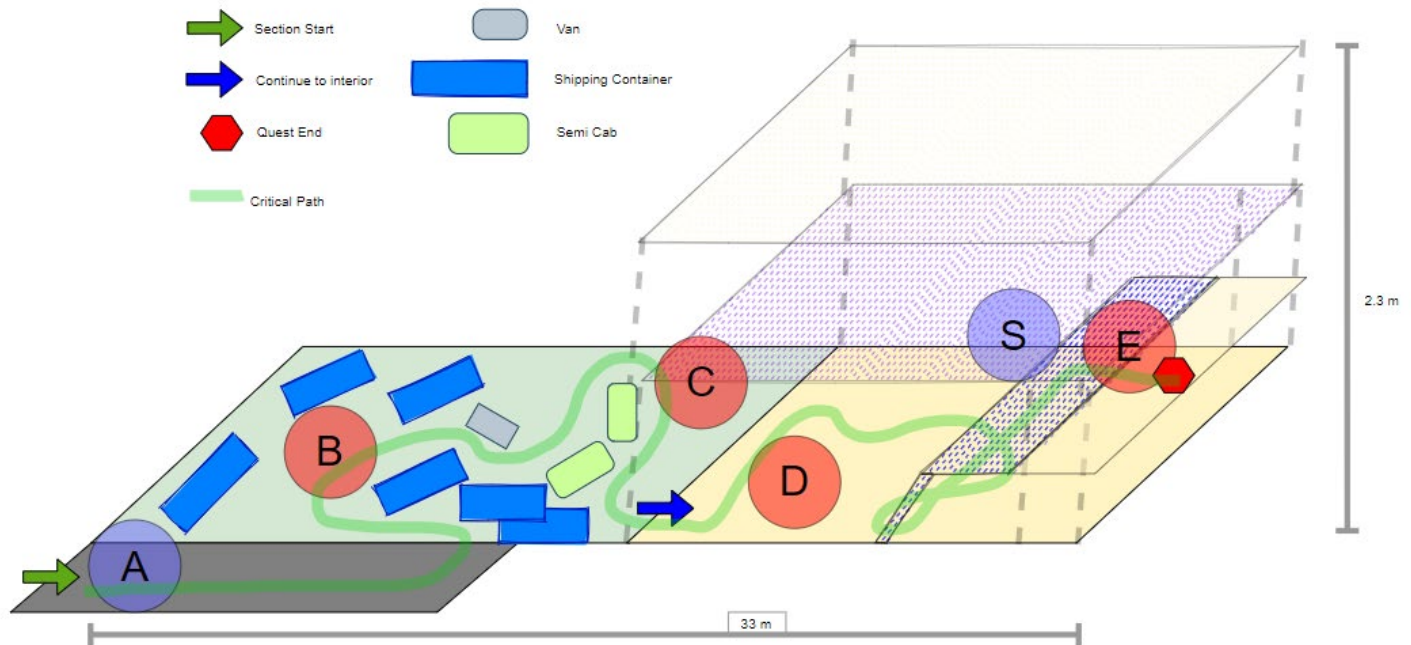 Section Start
Van
Continue to interior
Shipping Container
Quest End
Semi Cab
Critical Path
2.3 m
S
E
C
B
D
A
33 m